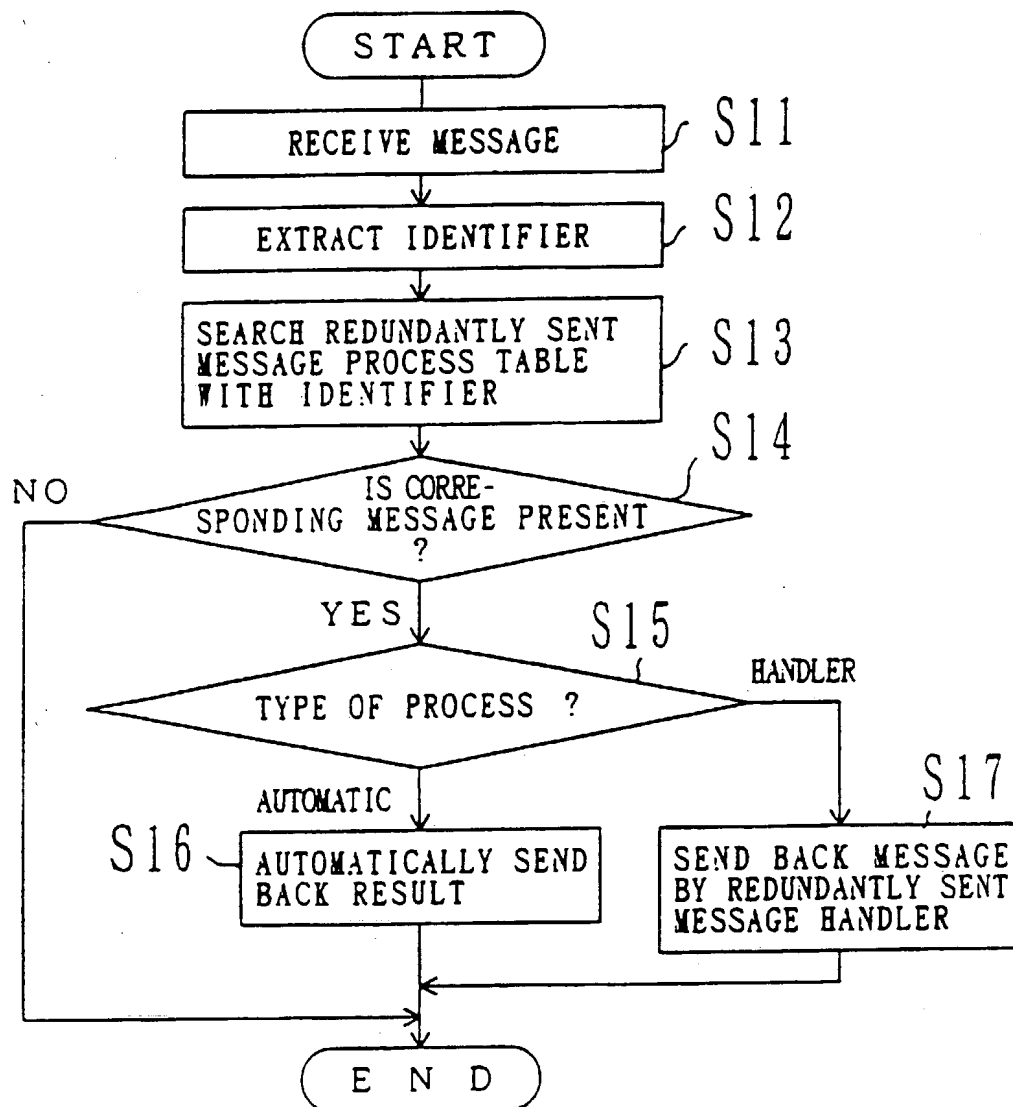 START
RECEIVE MESSAGE
S11
EXTRACT IDENTIFIER
S12
SEARCH REDUNDANTLY SENT
MESSAGE PROCESS TABLE
WITH IDENTIFIER
S13
S14
IS CORRE-
SPONDING MESSAGE PRESENT
?
NO
YES
S15
TYPE OF PROCESS ?
HANDLER
AUTOMATIC
S16
AUTOMATICALLY SEND
BACK RESULT
S17
SEND BACK MESSAGE
BY REDUNDANTLY SENT
MESSAGE HANDLER
END